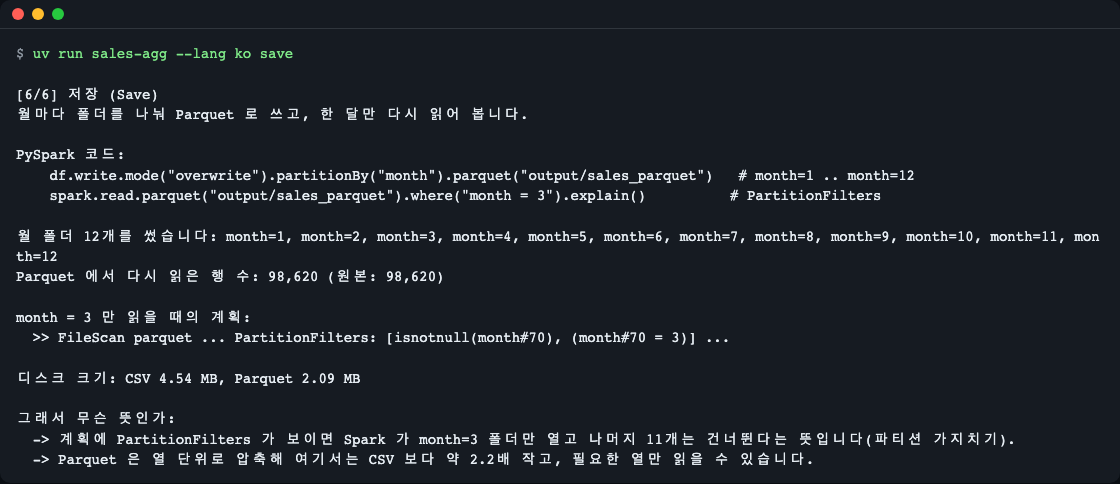 $ uv run sales-agg --lang ko save
[6/6] 저장 (Save)
월마다 폴더를 나눠 Parquet 로 쓰고, 한 달만 다시 읽어 봅니다.
PySpark 코드:
df.write.mode("overwrite").partitionBy("month").parquet("output/sales_parquet")   # month=1 .. month=12
spark.read.parquet("output/sales_parquet").where("month = 3").explain()          # PartitionFilters
월 폴더 12개를 썼습니다: month=1, month=2, month=3, month=4, month=5, month=6, month=7, month=8, month=9, month=10, month=11, mon
th=12
Parquet 에서 다시 읽은 행 수: 98,620 (원본: 98,620)
month = 3 만 읽을 때의 계획:
>> FileScan parquet ... PartitionFilters: [isnotnull(month#70), (month#70 = 3)] ...
디스크 크기: CSV 4.54 MB, Parquet 2.09 MB
그래서 무슨 뜻인가:
-> 계획에 PartitionFilters 가 보이면 Spark 가 month=3 폴더만 열고 나머지 11개는 건너뛴다는 뜻입니다(파티션 가지치기).
-> Parquet 은 열 단위로 압축해 여기서는 CSV 보다 약 2.2배 작고, 필요한 열만 읽을 수 있습니다.